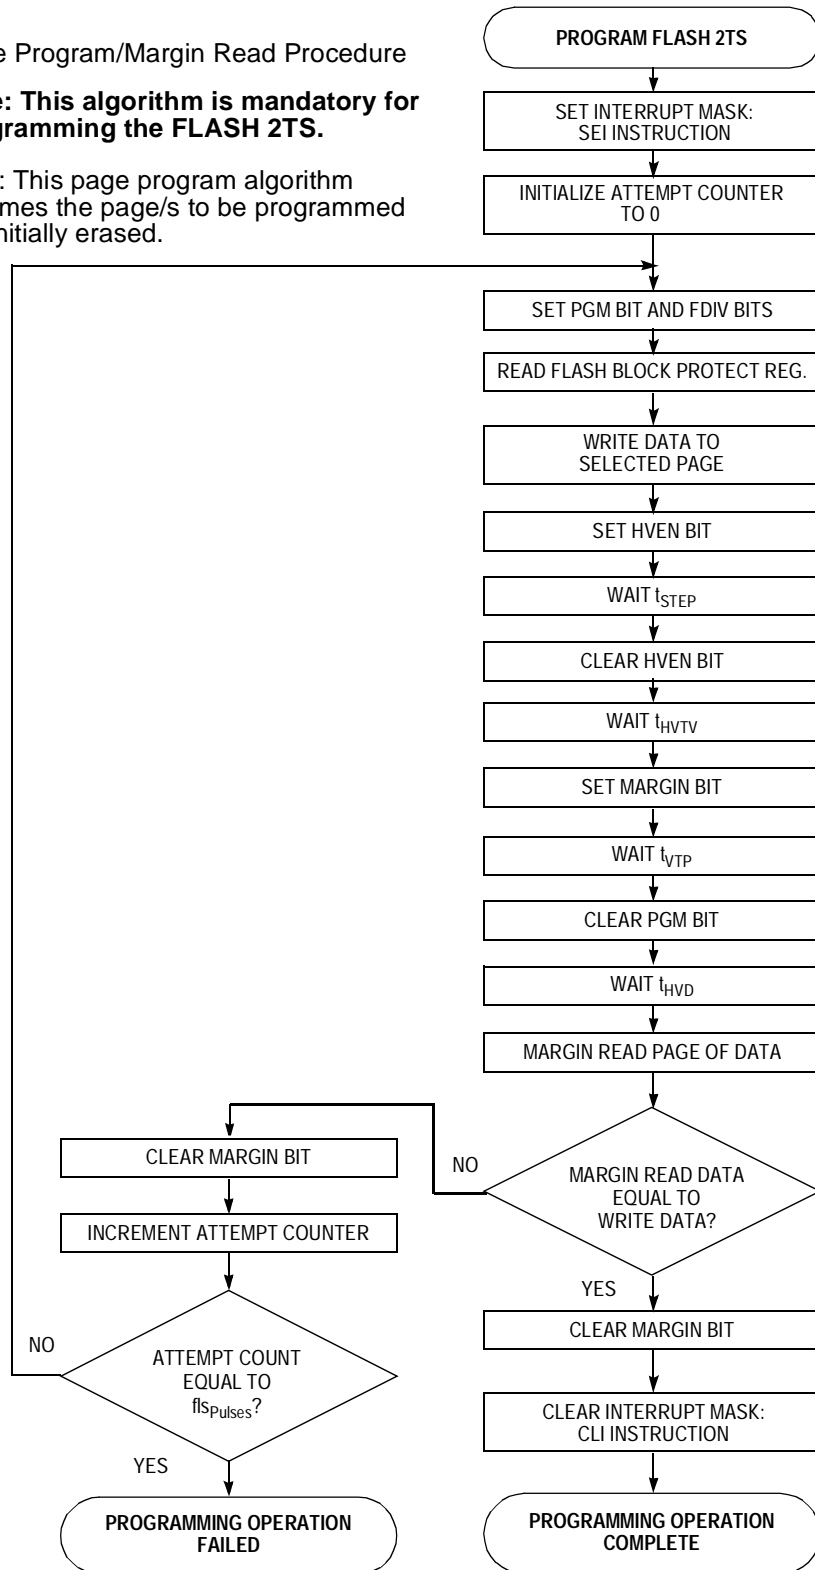 Program/Margin Read Procedure
This algorithm is mandatory for
the FLASH 2TS.
This page program algorithm
the page/s to be programmed
erased.
PROGRAM FLASH 2TS
SET INTERRUPT MASK:
SEI INSTRUCTION
INITIALIZE ATTEMPT COUNTER
TO 0
SET PGM BIT AND FDIV BITS
READ FLASH BLOCK PROTECT REG.
WRITE DATA TO
SELECTED PAGE
SET HVEN BIT
WAIT tSTEP
CLEAR HVEN BIT
WAIT tHVTV
SET MARGIN BIT
WAIT tVTP
CLEAR PGM BIT
WAIT tHVD
MARGIN READ PAGE OF DATA
MARGIN READ DATA
EQUAL TO
WRITE DATA?
NO
CLEAR MARGIN BIT
INCREMENT ATTEMPT COUNTER
ATTEMPT COUNT
EQUAL TO
flsPulses?
NO
YES
PROGRAMMING OPERATION
FAILED
YES
CLEAR MARGIN BIT
CLEAR INTERRUPT MASK:
CLI INSTRUCTION
PROGRAMMING OPERATION
COMPLETE